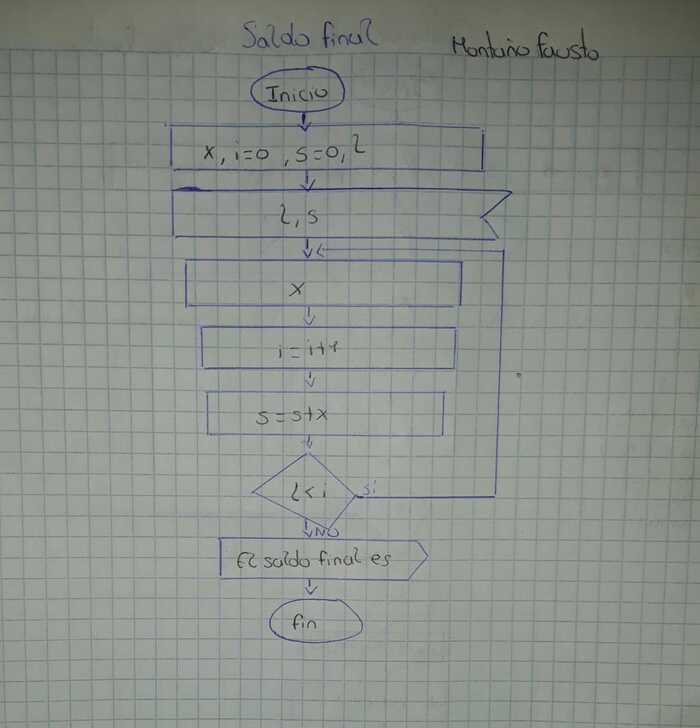 Saldo final
Montaño Fausto
Inicio
x, i=0, s=0, l
l, s
x
i=i+1
s=s+x
l<i
si
NO
El saldo final es
fin